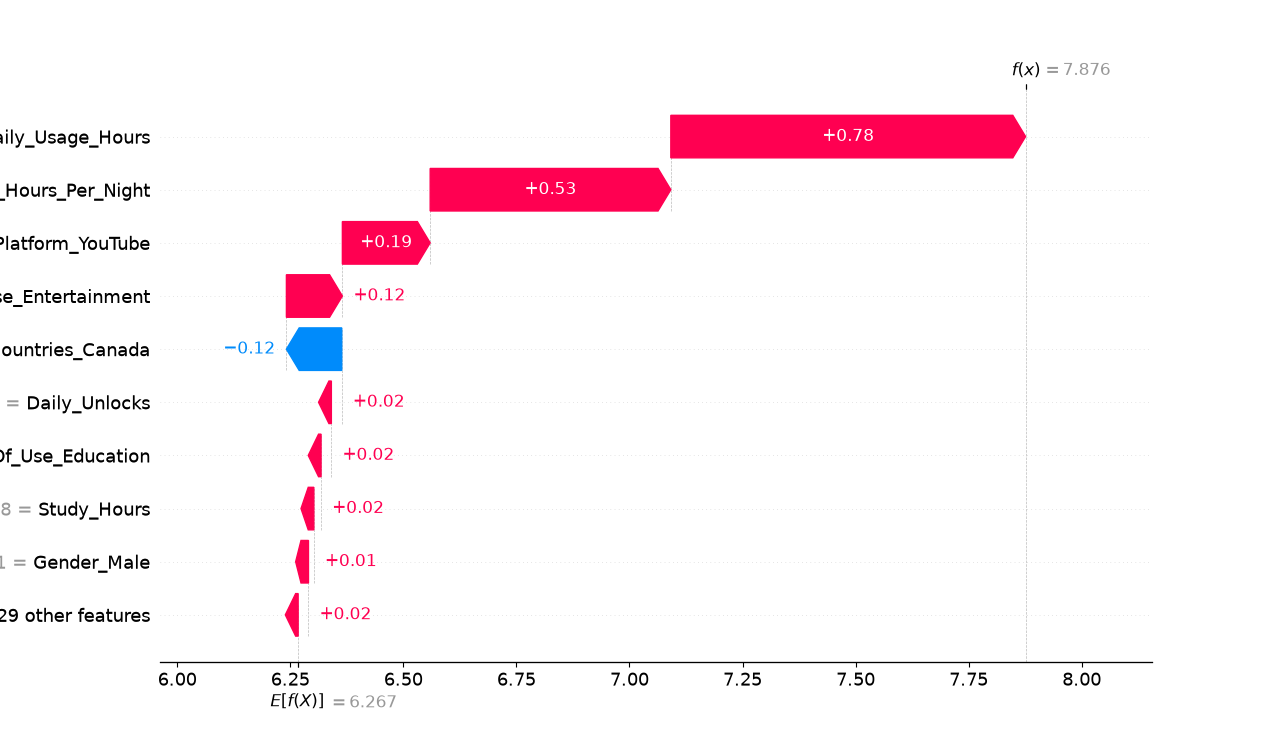 f(x) = 7.876
aily_Usage_Hours
+0.78
_Hours_Per_Night
+0.53
Platform_YouTube
+0.19
se_Entertainment
+0.12
ountries_Canada
−0.12
= Daily_Unlocks
+0.02
Of_Use_Education
+0.02
8 = Study_Hours
+0.02
1 = Gender_Male
+0.01
29 other features
+0.02
6.00 6.25 6.50 6.75 7.00 7.25 7.50 7.75 8.00
E[f(X)] = 6.267